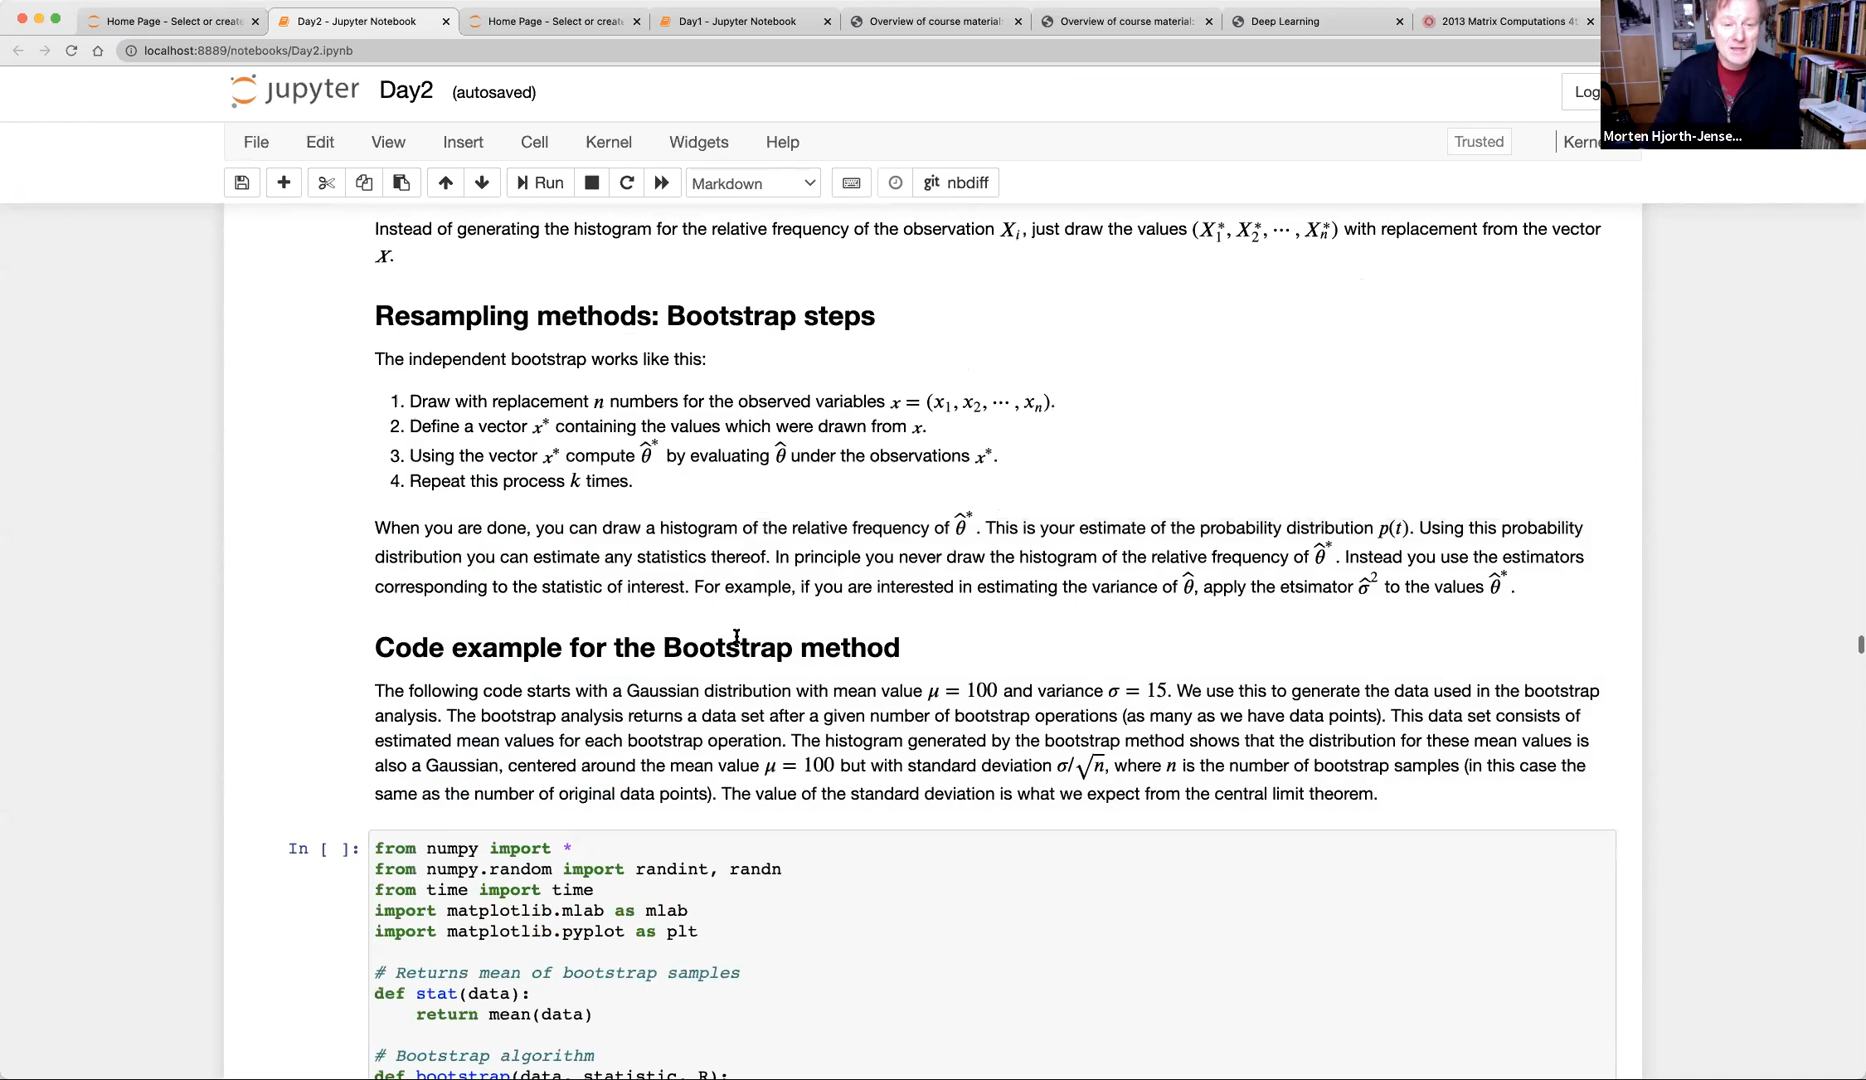 Home Page - Select or create
Day2 - Jupyter Notebook
Home Page - Select or create
Day1 - Jupyter Notebook
Overview of course material:
Overview of course material:
Deep Learning
2013 Matrix Computations 4t
localhost:8889/notebooks/Day2.ipynb
jupyter Day2 (autosaved)
Log
Morten Hjorth-Jense...
File Edit View Insert Cell Kernel Widgets Help
Trusted
Kerne
Run
Markdown
git nbdiff
Instead of generating the histogram for the relative frequency of the observation X_i, just draw the values (X_1^*, X_2^*, ⋯ , X_n^*) with replacement from the vector
X.
Resampling methods: Bootstrap steps
The independent bootstrap works like this:
1. Draw with replacement n numbers for the observed variables x = (x_1, x_2, ⋯ , x_n).
2. Define a vector x^* containing the values which were drawn from x.
3. Using the vector x^* compute θ̂^* by evaluating θ̂ under the observations x^*.
4. Repeat this process k times.
When you are done, you can draw a histogram of the relative frequency of θ̂^*. This is your estimate of the probability distribution p(t). Using this probability
distribution you can estimate any statistics thereof. In principle you never draw the histogram of the relative frequency of θ̂^*. Instead you use the estimators
corresponding to the statistic of interest. For example, if you are interested in estimating the variance of θ̂, apply the etsimator σ̂^2 to the values θ̂^*.
Code example for the Bootstrap method
The following code starts with a Gaussian distribution with mean value μ = 100 and variance σ = 15. We use this to generate the data used in the bootstrap
analysis. The bootstrap analysis returns a data set after a given number of bootstrap operations (as many as we have data points). This data set consists of
estimated mean values for each bootstrap operation. The histogram generated by the bootstrap method shows that the distribution for these mean values is
also a Gaussian, centered around the mean value μ = 100 but with standard deviation σ/√n, where n is the number of bootstrap samples (in this case the
same as the number of original data points). The value of the standard deviation is what we expect from the central limit theorem.
In [ ]:
from numpy import *
from numpy.random import randint, randn
from time import time
import matplotlib.mlab as mlab
import matplotlib.pyplot as plt
# Returns mean of bootstrap samples
def stat(data):
    return mean(data)
# Bootstrap algorithm
def bootstrap(data, statistic, R):